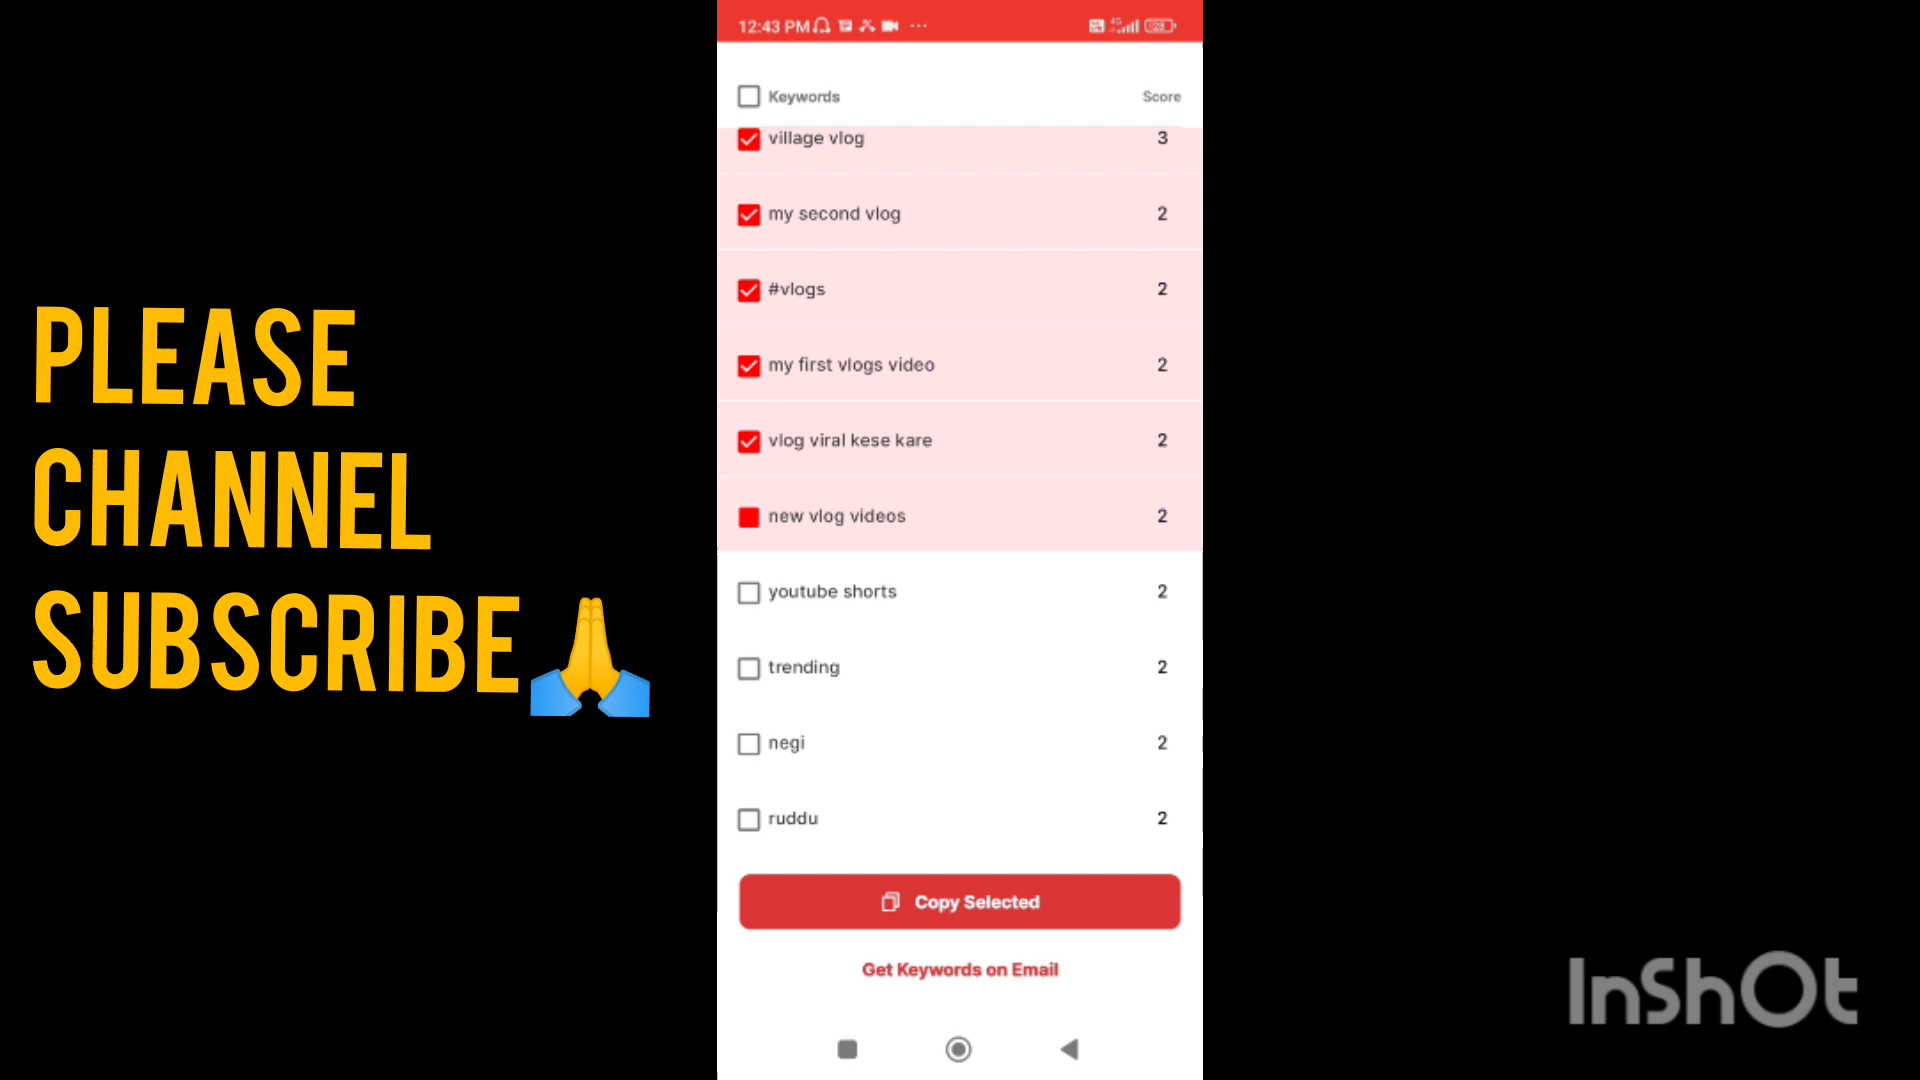 PLEASE
CHANNEL
SUBSCRIBE🙏
12:43 PM
4G
Keywords Score
village vlog 3
my second vlog 2
#vlogs 2
my first vlogs video 2
vlog viral kese kare 2
new vlog videos 2
youtube shorts 2
trending 2
negi 2
ruddu 2
Copy Selected
Get Keywords on Email
InShOt